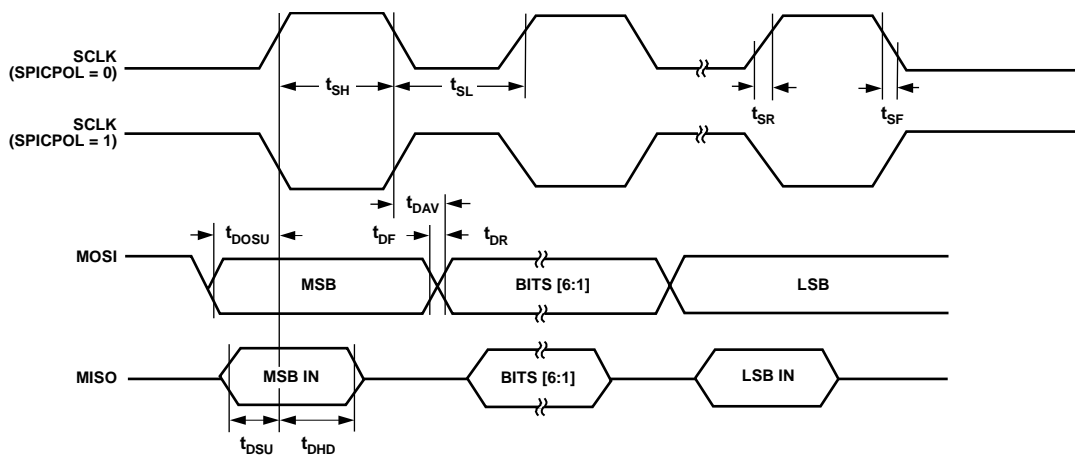 SCLK
(SPICPOL = 0)
tSH
tSL
tSR
tSF
SCLK
(SPICPOL = 1)
tDAV
tDOSU
tDF
tDR
MOSI
MSB
BITS [6:1]
LSB
MISO
MSB IN
BITS [6:1]
LSB IN
tDSU
tDHD